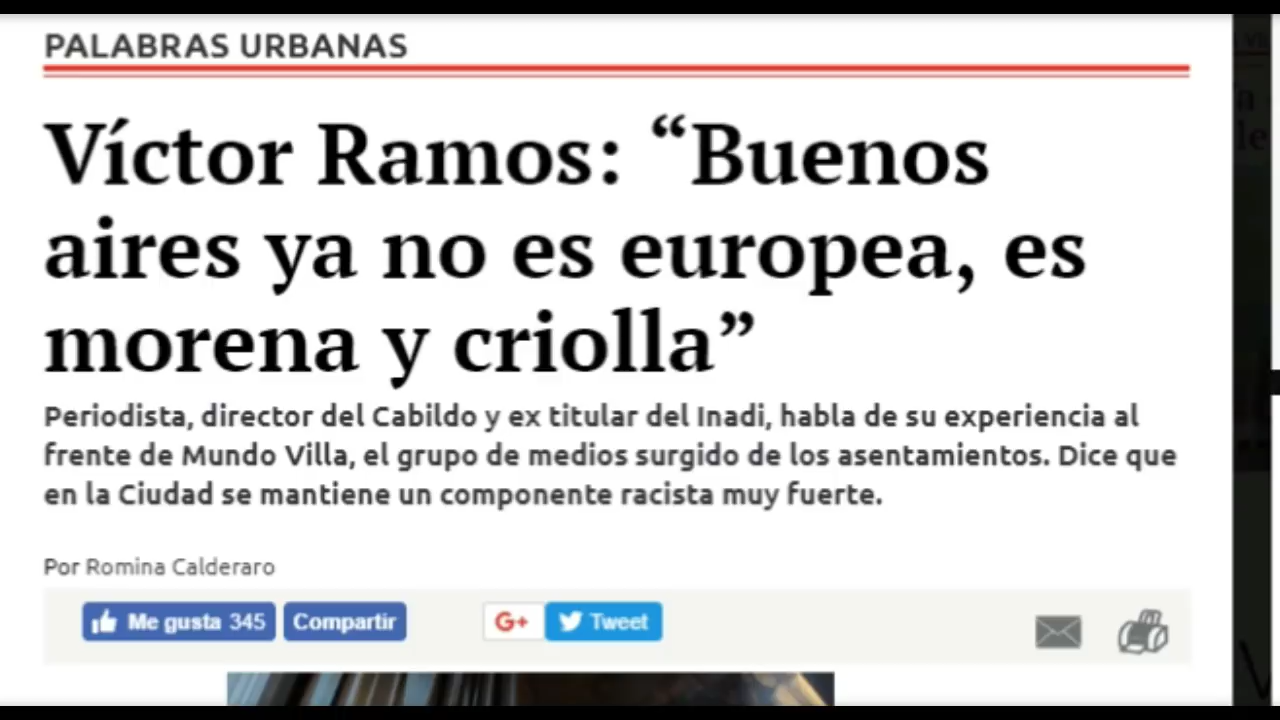 PALABRAS URBANAS
Víctor Ramos: “Buenos
aires ya no es europea, es
morena y criolla”
Periodista, director del Cabildo y ex titular del Inadi, habla de su experiencia al
frente de Mundo Villa, el grupo de medios surgido de los asentamientos. Dice que
en la Ciudad se mantiene un componente racista muy fuerte.
Por Romina Calderaro
Me gusta 345 Compartir G+ Tweet